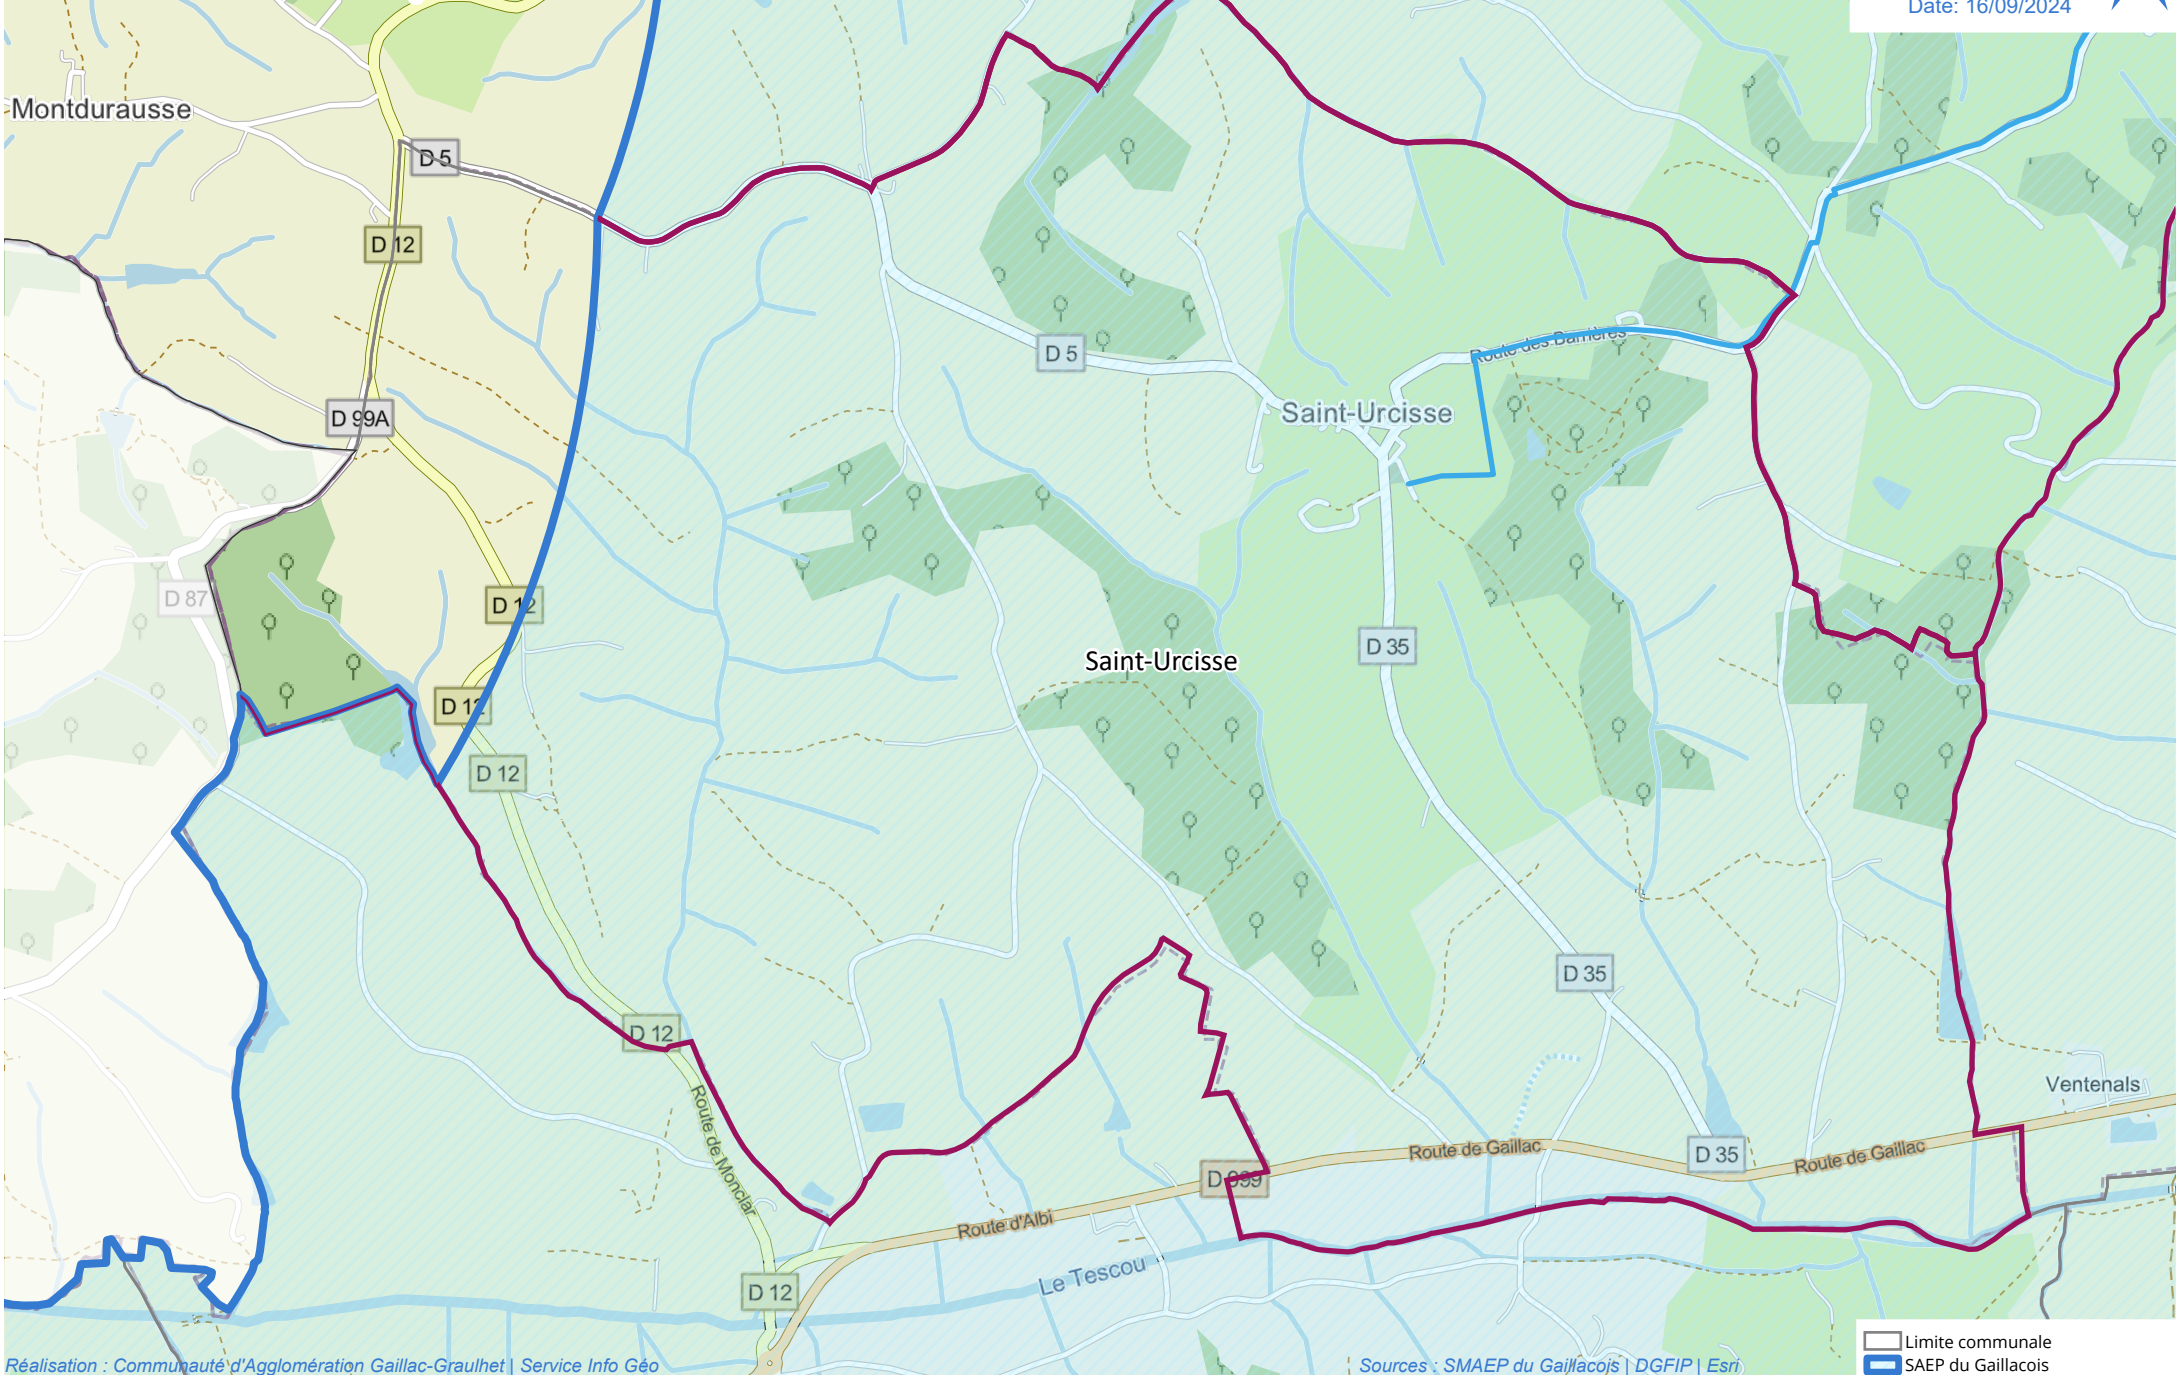 Date: 16/09/2024
Montdurausse
D 5
D 12
D 5
Route des Barrières
D 99A
Saint-Urcisse
D 87
D 12
D 35
Saint-Urcisse
D 12
D 12
D 35
D 12
Ventenals
Route de Monclar
Route de Gaillac
D 35
Route de Gaillac
D 999
Route d'Albi
Le Tescou
D 12
Limite communale
SAEP du Gaillacois
Réalisation : Communauté d'Agglomération Gaillac-Graulhet | Service Info Géo
Sources : SMAEP du Gaillacois | DGFIP | Esri